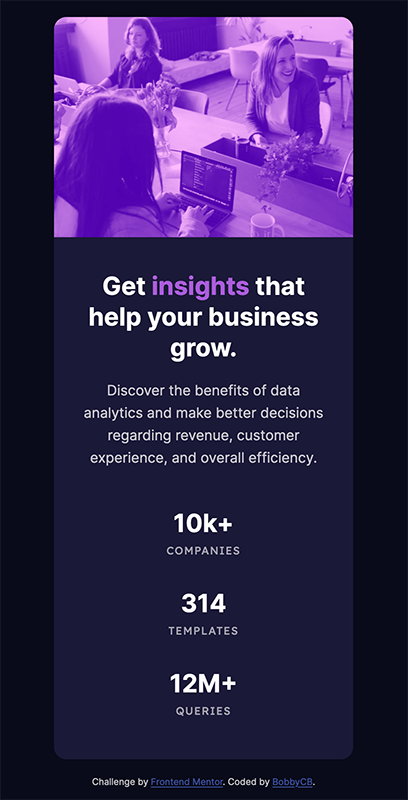 Get insights that
help your business
grow.
Discover the benefits of data
analytics and make better decisions
regarding revenue, customer
experience, and overall efficiency.
10k+
COMPANIES
314
TEMPLATES
12M+
QUERIES
Challenge by Frontend Mentor. Coded by BobbyCB.